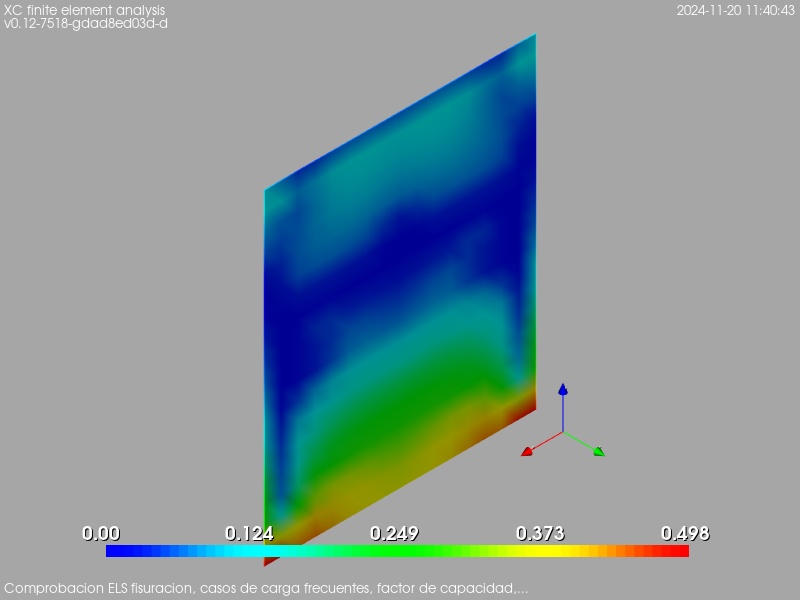 XC finite element analysis
v0.12-7518-gdad8ed03d-d
2024-11-20 11:40:43
0.00 0.124 0.249 0.373 0.498
Comprobacion ELS fisuracion, casos de carga frecuentes, factor de capacidad,...